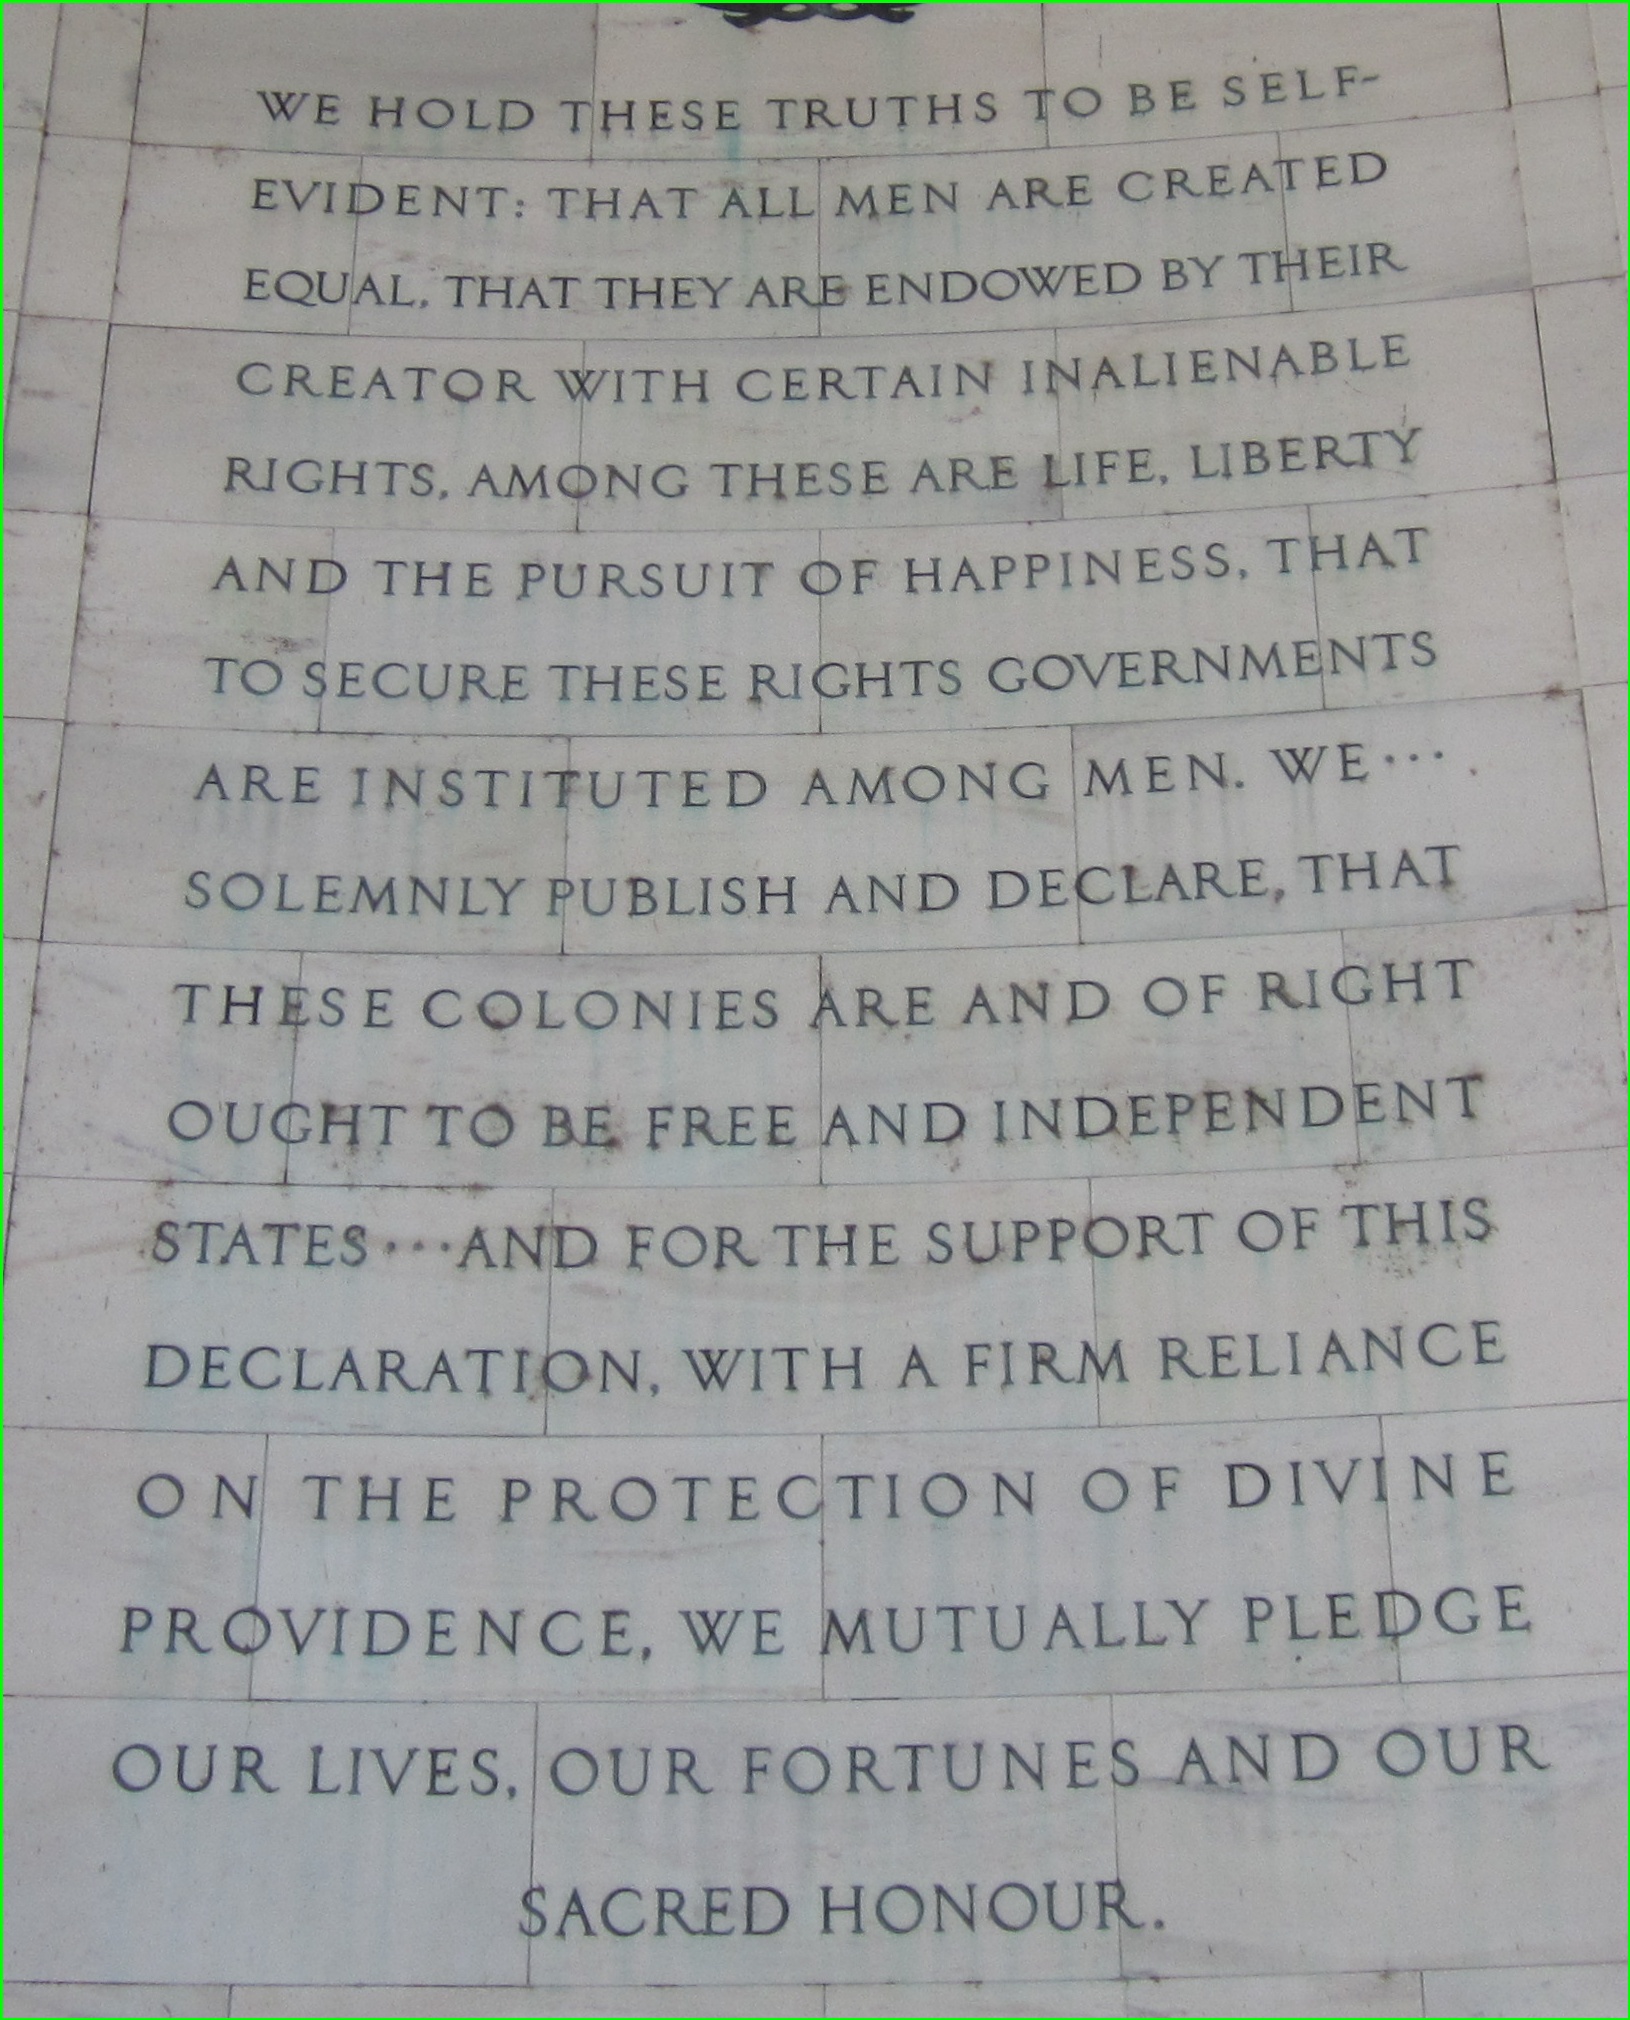 WE HOLD THESE TRUTHS TO BE SELF-
EVIDENT: THAT ALL MEN ARE CREATED
EQUAL, THAT THEY ARE ENDOWED BY THEIR
CREATOR WITH CERTAIN INALIENABLE
RIGHTS, AMONG THESE ARE LIFE, LIBERTY
AND THE PURSUIT OF HAPPINESS, THAT
TO SECURE THESE RIGHTS GOVERNMENTS
ARE INSTITUTED AMONG MEN. WE···
SOLEMNLY PUBLISH AND DECLARE, THAT
THESE COLONIES ARE AND OF RIGHT
OUGHT TO BE FREE AND INDEPENDENT
STATES···AND FOR THE SUPPORT OF THIS
DECLARATION, WITH A FIRM RELIANCE
ON THE PROTECTION OF DIVINE
PROVIDENCE, WE MUTUALLY PLEDGE
OUR LIVES, OUR FORTUNES AND OUR
SACRED HONOUR.